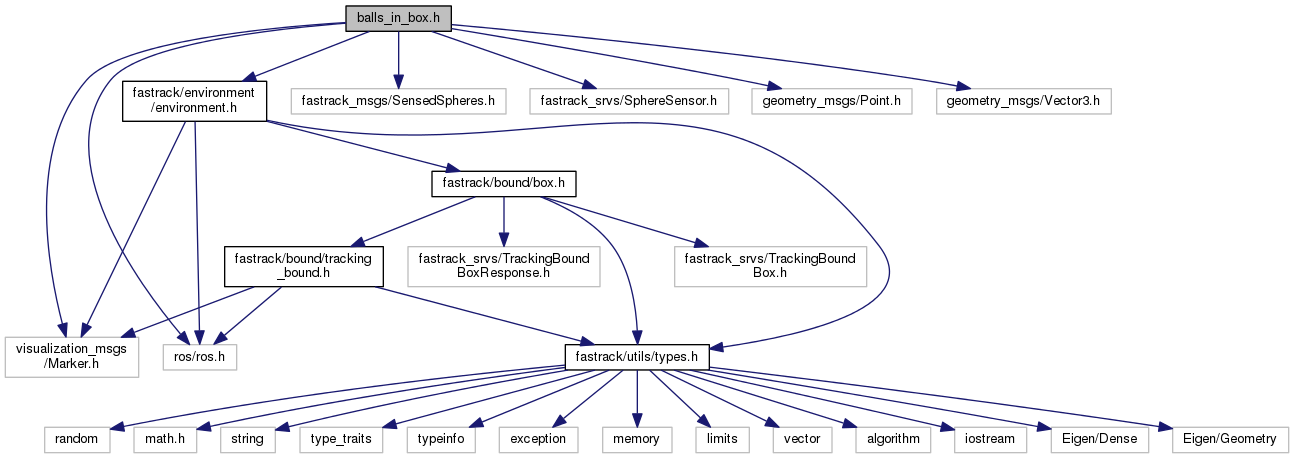 balls_in_box.h
fastrack/environment
/environment.h
fastrack_msgs/SensedSpheres.h
fastrack_srvs/SphereSensor.h
geometry_msgs/Point.h
geometry_msgs/Vector3.h
fastrack/bound/box.h
fastrack/bound/tracking
_bound.h
fastrack_srvs/TrackingBound
BoxResponse.h
fastrack_srvs/TrackingBound
Box.h
visualization_msgs
/Marker.h
ros/ros.h
fastrack/utils/types.h
random
math.h
string
type_traits
typeinfo
exception
memory
limits
vector
algorithm
iostream
Eigen/Dense
Eigen/Geometry